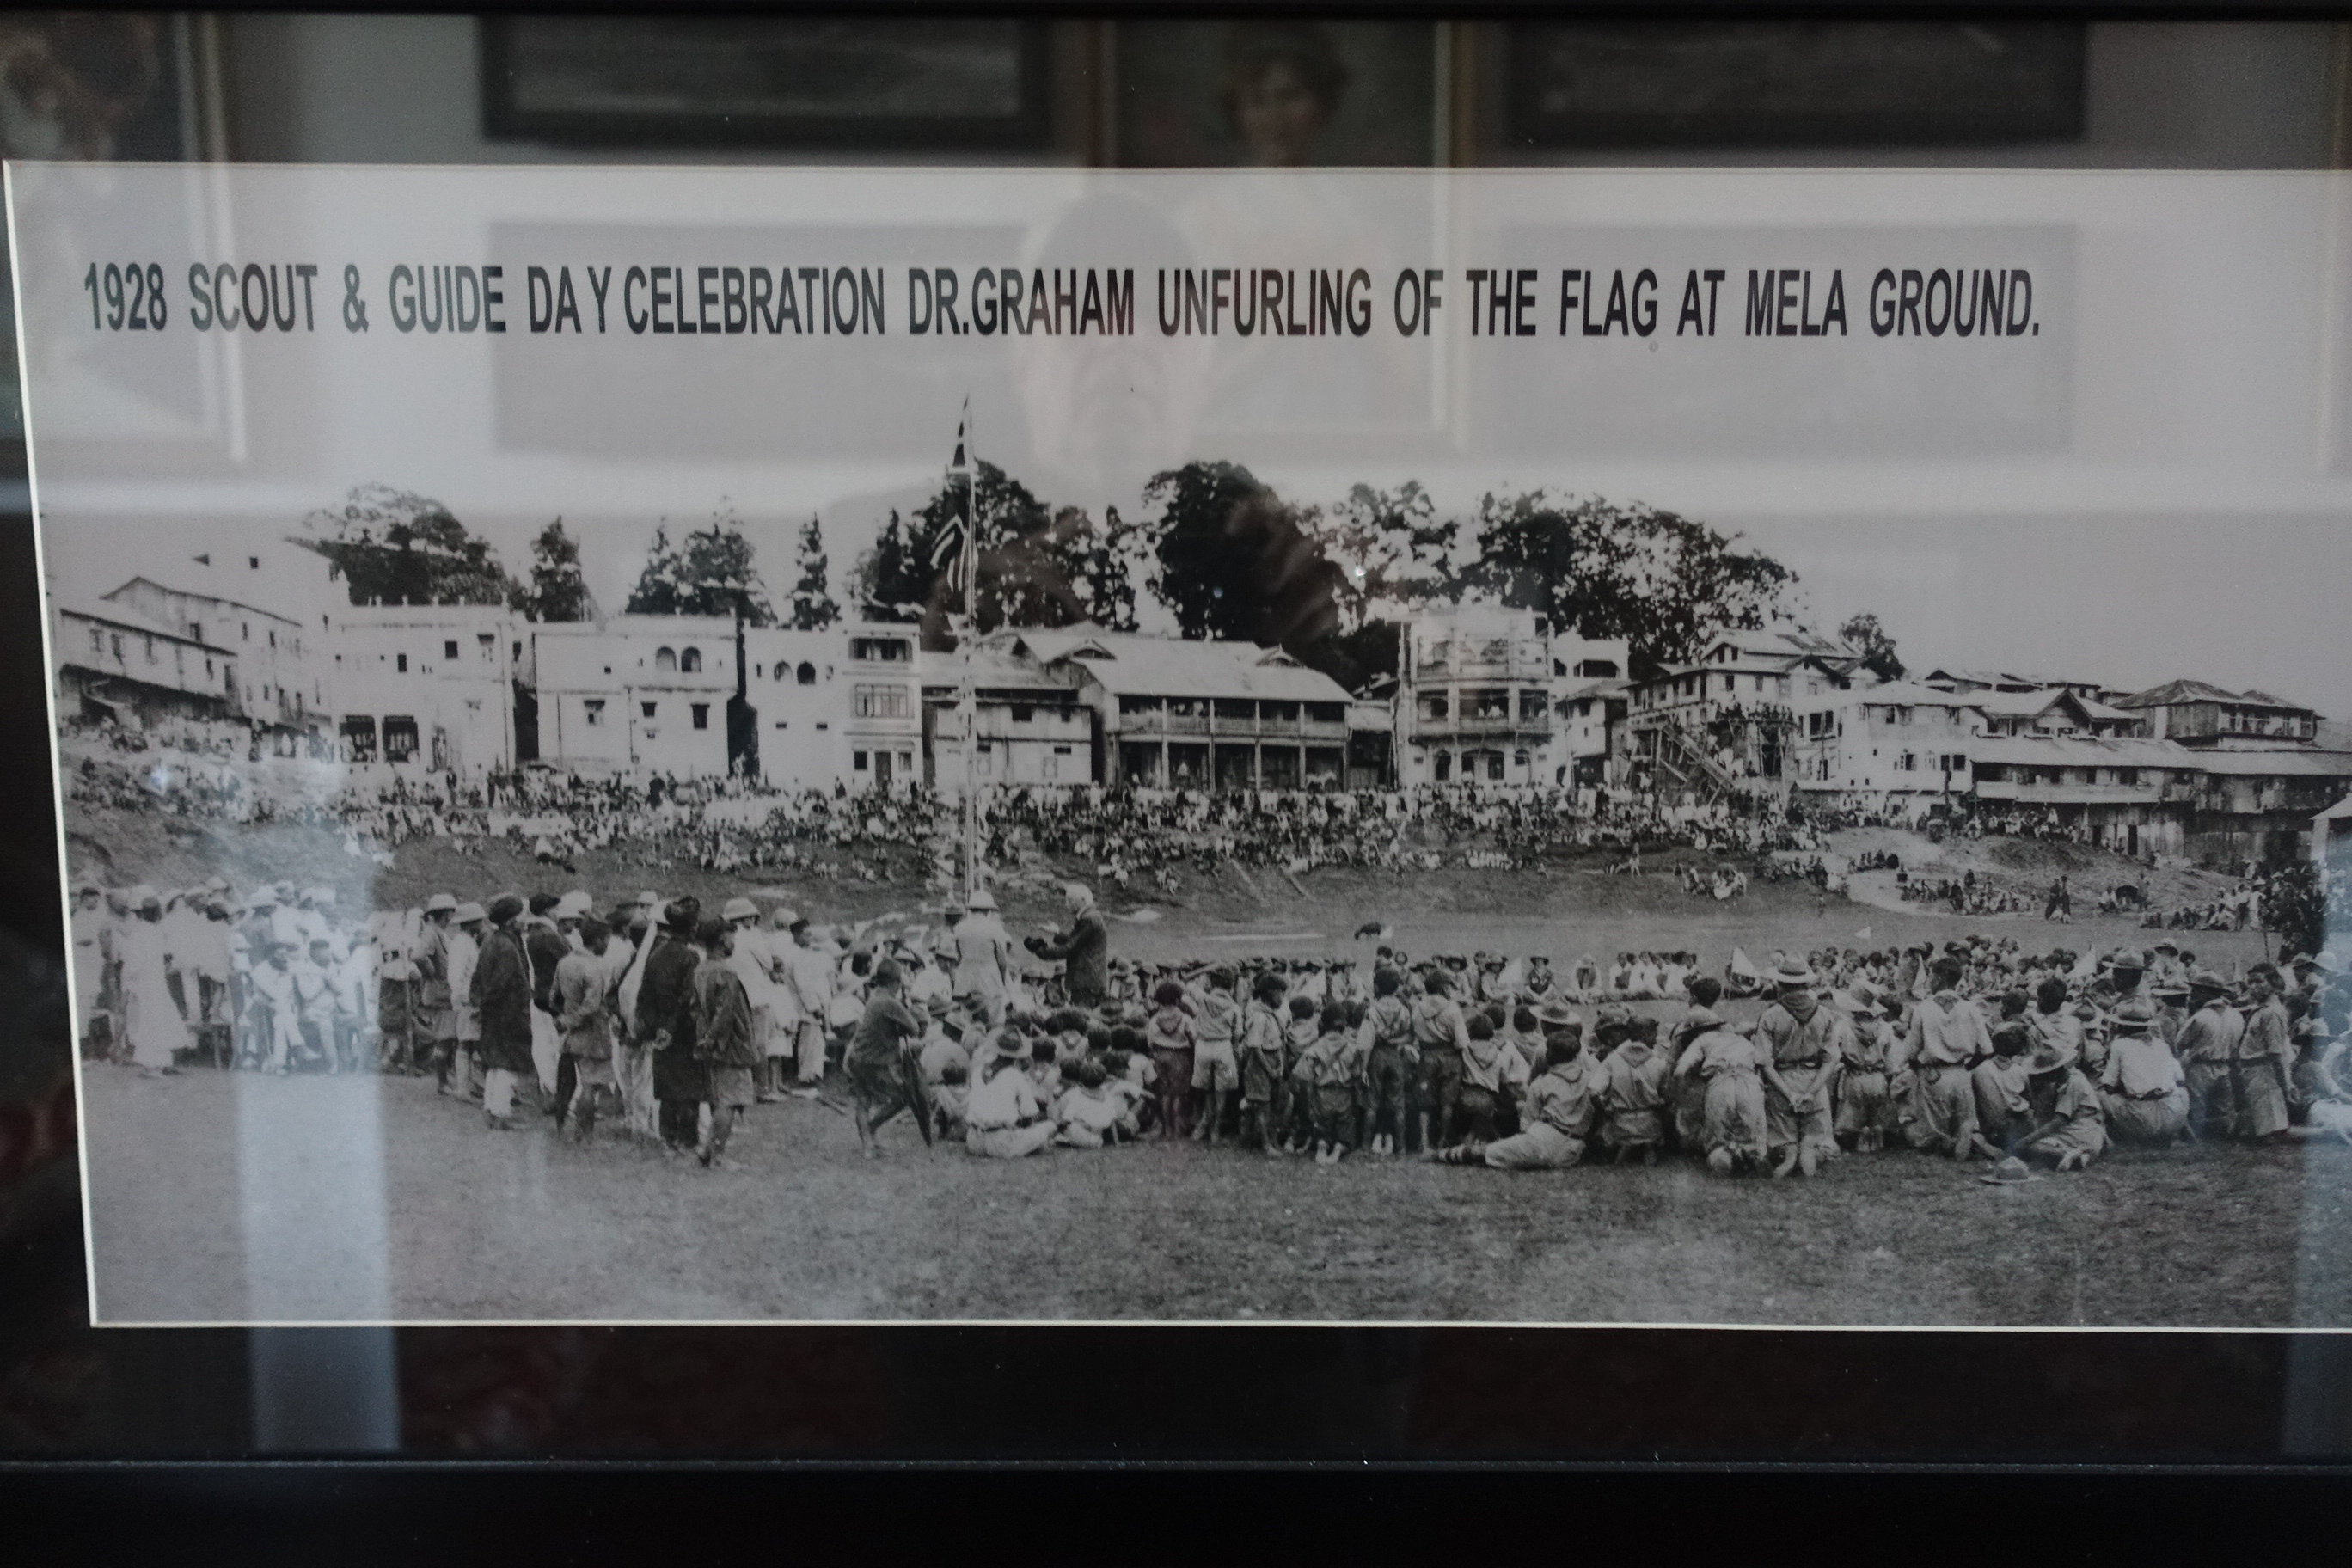 1928 SCOUT & GUIDE DAY CELEBRATION DR.GRAHAM UNFURLING OF THE FLAG AT MELA GROUND.